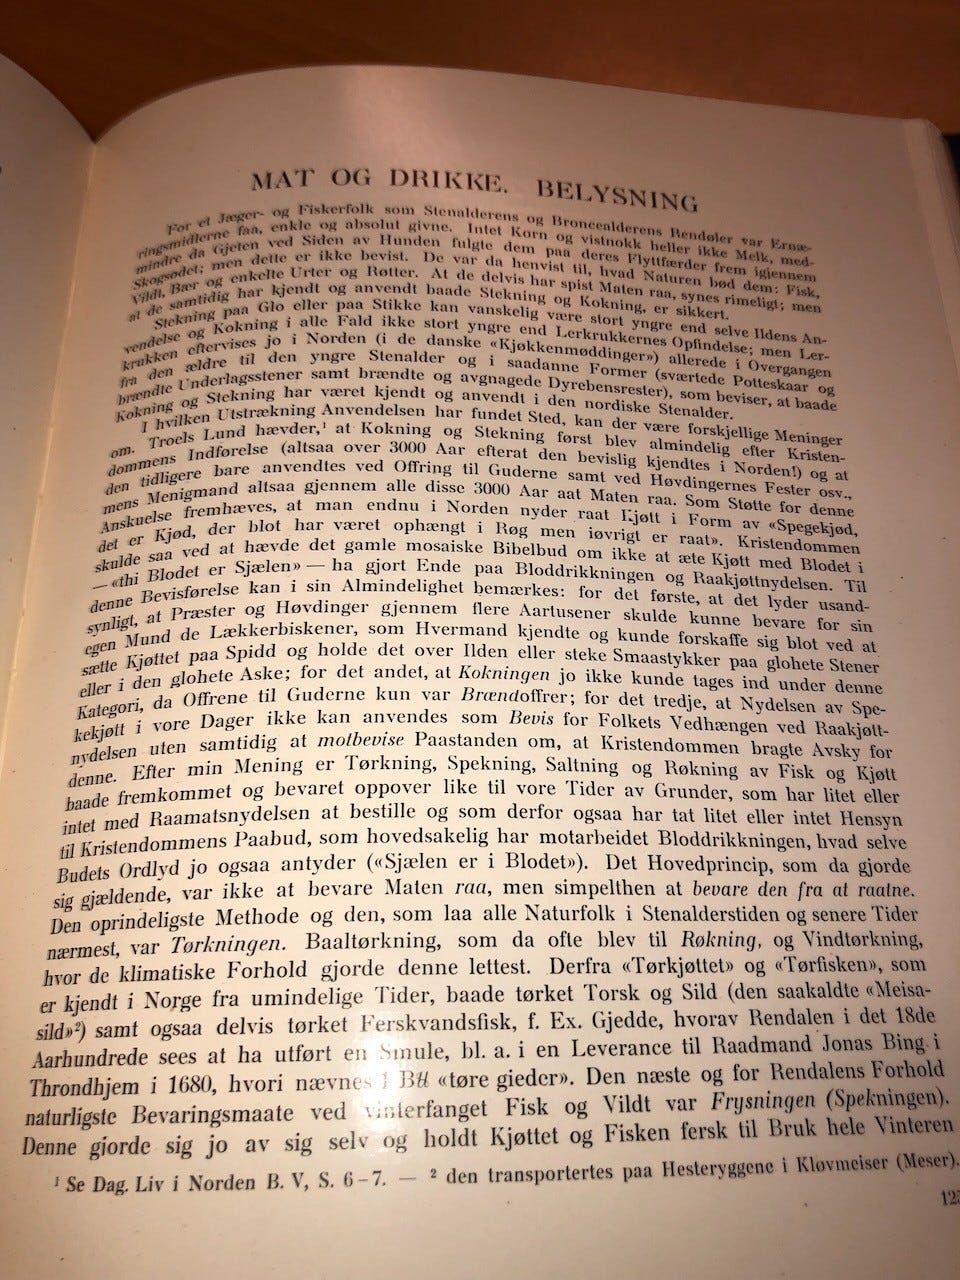 MAT OG DRIKKE. BELYSNING
For et Jæger- og Fiskerfolk som Stenalderens og Broncealderens Rendøler var Ernæ-
ringsmidlerne faa, enkle og absolut givne. Intet Korn og vistnokk heller ikke Melk, med-
mindre da Gjeten ved Siden av Hunden fulgte dem paa deres Flyttfærder frem igjennem
Skogsødet; men dette er ikke bevist. De var da henvist til, hvad Naturen bød dem: Fisk,
Vildt, Bær og enkelte Urter og Røtter. At de delvis har spist Maten raa, synes rimeligt; men
at de samtidig har kjendt og anvendt baade Stekning og Kokning, er sikkert.
Stekning paa Glo eller paa Stikke kan vanskelig være stort yngre end selve Ildens An-
vendelse og Kokning i alle Fald ikke stort yngre end Lerkrukkernes Opfindelse; men Ler-
krukken eftervises jo i Norden (i de danske «Kjøkkenmøddinger») allerede i Overgangen
fra den ældre til den yngre Stenalder og i saadanne Former (sværtede Potteskaar og
brændte Underlagsstener samt brændte og avgnagede Dyrebensrester), som beviser, at baade
Kokning og Stekning har været kjendt og anvendt i den nordiske Stenalder.
I hvilken Utstrækning Anvendelsen har fundet Sted, kan der være forskjellige Meninger
om. Troels Lund hævder,¹ at Kokning og Stekning først blev almindelig efter Kristen-
dommens Indførelse (altsaa over 3000 Aar efterat den bevislig kjendtes i Norden!) og at
den tidligere bare anvendtes ved Offring til Guderne samt ved Høvdingernes Fester osv.,
mens Menigmand altsaa gjennem alle disse 3000 Aar aat Maten raa. Som Støtte for denne
Anskuelse fremhæves, at man endnu i Norden nyder raat Kjøtt i Form av «Spegekjød,
det er Kjød, der blot har været ophængt i Røg men iøvrigt er raat». Kristendommen
skulde saa ved at hævde det gamle mosaiske Bibelbud om ikke at æte Kjøtt med Blodet i
— «thi Blodet er Sjælen» — ha gjort Ende paa Bloddrikkningen og Raakjøttnydelsen. Til
denne Bevisførelse kan i sin Almindelighet bemærkes: for det første, at det lyder usand-
synligt, at Præster og Høvdinger gjennem flere Aartusener skulde kunne bevare for sin
egen Mund de Lækkerbiskener, som Hvermand kjendte og kunde forskaffe sig blot ved at
sætte Kjøttet paa Spidd og holde det over Ilden eller steke Smaastykker paa glohete Stener
eller i den glohete Aske; for det andet, at Kokningen jo ikke kunde tages ind under denne
Kategori, da Offrene til Guderne kun var Brændoffrer; for det tredje, at Nydelsen av Spe-
kekjøtt i vore Dager ikke kan anvendes som Bevis for Folkets Vedhængen ved Raakjøtt-
nydelsen uten samtidig at motbevise Paastanden om, at Kristendommen bragte Avsky for
denne. Efter min Mening er Tørkning, Spekning, Saltning og Røkning av Fisk og Kjøtt
baade fremkommet og bevaret oppover like til vore Tider av Grunder, som har litet eller
intet med Raamatsnydelsen at bestille og som derfor ogsaa har tat litet eller intet Hensyn
til Kristendommens Paabud, som hovedsakelig har motarbeidet Bloddrikkningen, hvad selve
Budets Ordlyd jo ogsaa antyder («Sjælen er i Blodet»). Det Hovedprincip, som da gjorde
sig gjældende, var ikke at bevare Maten raa, men simpelthen at bevare den fra at raatne.
Den oprindeligste Methode og den, som laa alle Naturfolk i Stenalderstiden og senere Tider
nærmest, var Tørkningen. Baaltørkning, som da ofte blev til Røkning, og Vindtørkning,
hvor de klimatiske Forhold gjorde denne lettest. Derfra «Tørkjøttet» og «Tørfisken», som
er kjendt i Norge fra umindelige Tider, baade tørket Torsk og Sild (den saakaldte «Meisa-
sild»²) samt ogsaa delvis tørket Ferskvandsfisk, f. Ex. Gjedde, hvorav Rendalen i det 18de
Aarhundrede sees at ha utført en Smule, bl. a. i en Leverance til Raadmand Jonas Bing i
Throndhjem i 1680, hvori nævnes 1 B «tøre gieder». Den næste og for Rendalens Forhold
naturligste Bevaringsmaate ved vinterfanget Fisk og Vildt var Frysningen (Spekningen).
Denne giorde sig jo av sig selv og holdt Kjøttet og Fisken fersk til Bruk hele Vinteren
¹ Se Dag. Liv i Norden B. V, S. 6-7. — ² den transportertes paa Hesteryggene i Kløvmeiser (Meser).